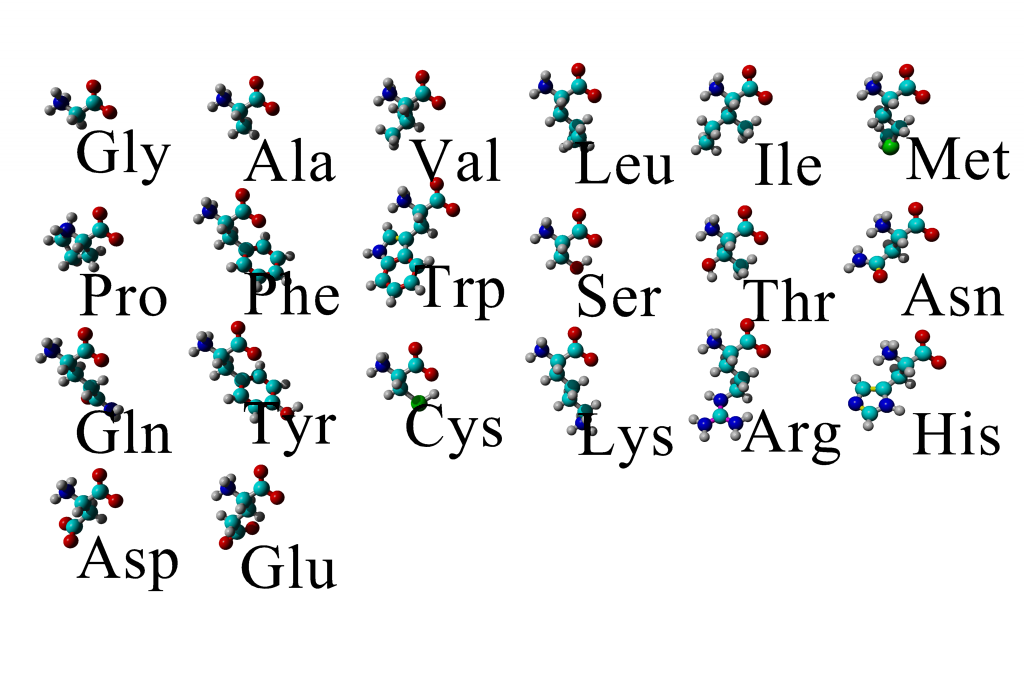 Gly Ala Val Leu Ile Met
Pro Phe Trp Ser Thr Asn
Gln Tyr Cys Lys Arg His
Asp Glu